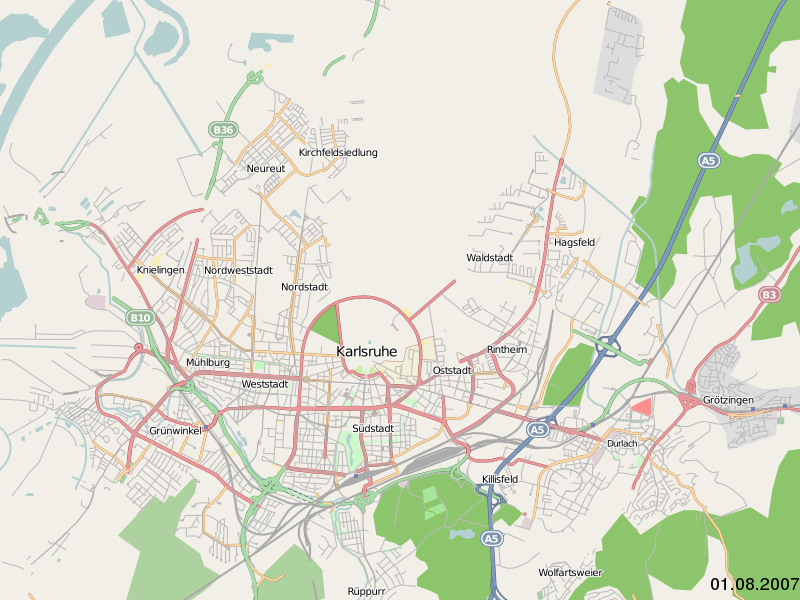 B36
Kirchfeldsiedlung
Neureut
A5
Hagsfeld
Waldstadt
Knielingen
Nordweststadt
Nordstadt
B3
B10
Karlsruhe
Rintheim
Mühlburg
Oststadt
Weststadt
Grötzingen
Grünwinkel
Südstadt
A5
Durlach
Killisfeld
A5
Wolfartsweier
Rüppurr
01.08.2007